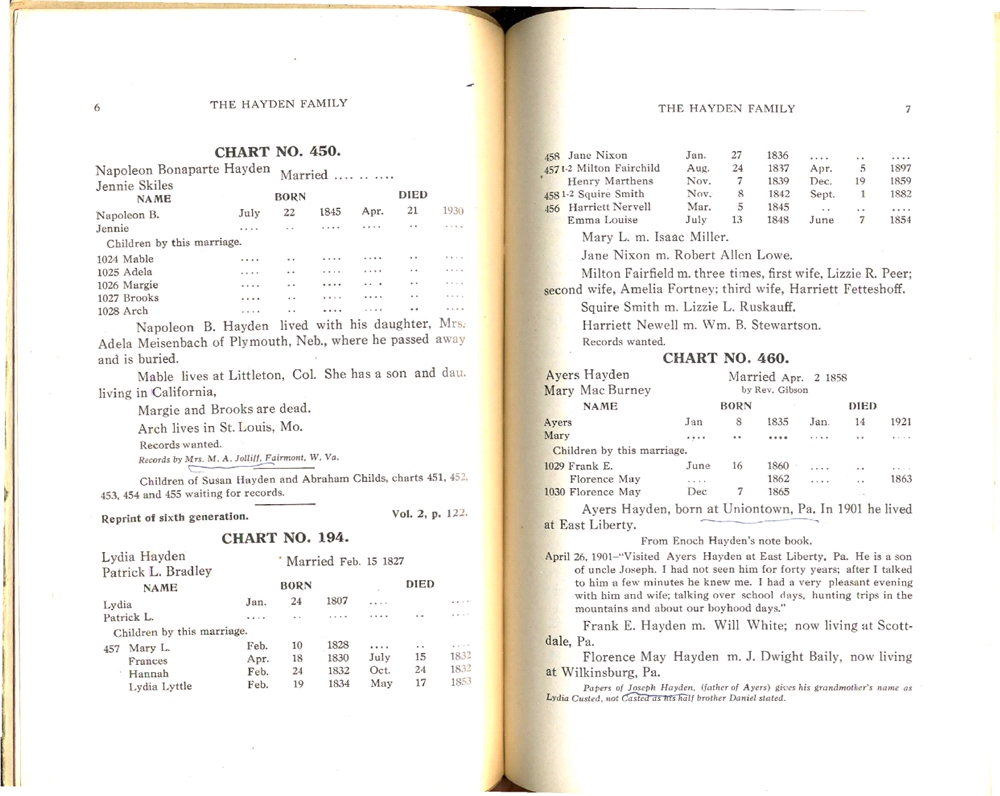 6 THE HAYDEN FAMILY
CHART NO. 450.
Napoleon Bonaparte Hayden Married .... .. ....
Jennie Skiles
NAME BORN DIED
Napoleon B. July 22 1845 Apr. 21 1930
Jennie .... .. .... .... .. ....
Children by this marriage.
1024 Mable .... .. .... .... .. ....
1025 Adela .... .. .... .... .. ....
1026 Margie .... .. .... .... .. ....
1027 Brooks .... .. .... .... .. ....
1028 Arch .... .. .... .... .. ....
Napoleon B. Hayden lived with his daughter, Mrs.
Adela Meisenbach of Plymouth, Neb., where he passed away
and is buried.
Mable lives at Littleton, Col. She has a son and dau.
living in California,
Margie and Brooks are dead.
Arch lives in St. Louis, Mo.
Records wanted.
Records by Mrs. M. A. Jolliff, Fairmont, W. Va.
Children of Susan Hayden and Abraham Childs, charts 451, 452,
453, 454 and 455 waiting for records.
Reprint of sixth generation. Vol. 2, p. 122.
CHART NO. 194.
Lydia Hayden Married Feb. 15 1827
Patrick L. Bradley
NAME BORN DIED
Lydia Jan. 24 1807 .... ....
Patrick L. .... .. .... .... .. ....
Children by this marriage.
457 Mary L. Feb. 10 1828 .... .. ....
Frances Apr. 18 1830 July 15 1832
Hannah Feb. 24 1832 Oct. 24 1832
Lydia Lyttle Feb. 19 1834 May 17 1853
THE HAYDEN FAMILY 7
458 Jane Nixon Jan. 27 1836 .... .. ....
457 1-2 Milton Fairchild Aug. 24 1837 Apr. 5 1897
Henry Marthens Nov. 7 1839 Dec. 19 1859
458 1-2 Squire Smith Nov. 8 1842 Sept. 1 1882
456 Harriett Nervell Mar. 5 1845 .. .. ....
Emma Louise July 13 1848 June 7 1854
Mary L. m. Isaac Miller.
Jane Nixon m. Robert Allen Lowe.
Milton Fairfield m. three times, first wife, Lizzie R. Peer;
second wife, Amelia Fortney; third wife, Harriett Fetteshoff.
Squire Smith m. Lizzie L. Ruskauff.
Harriett Newell m. Wm. B. Stewartson.
Records wanted.
CHART NO. 460.
Ayers Hayden Married Apr. 2 1858
Mary Mac Burney by Rev. Gibson
NAME BORN DIED
Ayers Jan 8 1835 Jan. 14 1921
Mary .... .. .... .... .. ....
Children by this marriage.
1029 Frank E. June 16 1860 .... .. ....
Florence May .... 1862 .... .. 1863
1030 Florence May Dec 7 1865
Ayers Hayden, born at Uniontown, Pa. In 1901 he lived
at East Liberty.
From Enoch Hayden's note book.
April 26, 1901-"Visited Ayers Hayden at East Liberty, Pa. He is a son
of uncle Joseph. I had not seen him for forty years; after I talked
to him a few minutes he knew me. I had a very pleasant evening
with him and wife; talking over school days, hunting trips in the
mountains and about our boyhood days."
Frank E. Hayden m. Will White; now living at Scott-
dale, Pa.
Florence May Hayden m. J. Dwight Baily, now living
at Wilkinsburg, Pa.
Papers of Joseph Hayden, (father of Ayers) gives his grandmother's name as
Lydia Custed, not Casted as his half brother Daniel stated.